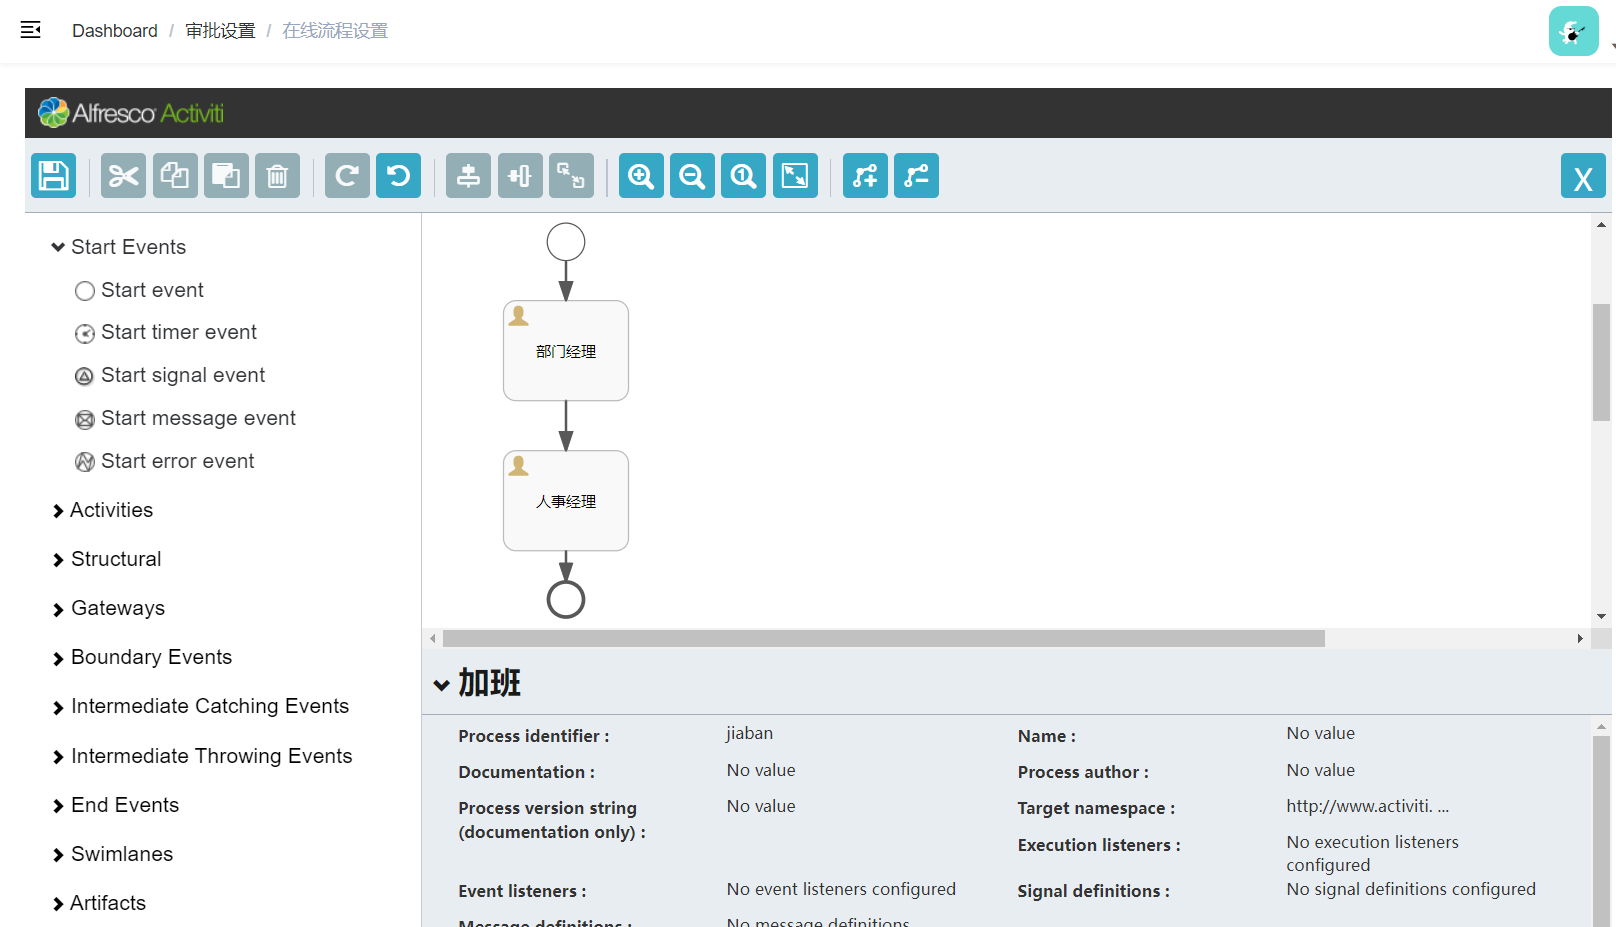 Dashboard / 审批设置 / 在线流程设置
Alfresco Activiti
1
X
Start Events
Start event
Start timer event
Start signal event
Start message event
Start error event
Activities
Structural
Gateways
Boundary Events
Intermediate Catching Events
Intermediate Throwing Events
End Events
Swimlanes
Artifacts
部门经理
人事经理
加班
Process identifier : jiaban
Name : No value
Documentation : No value
Process author : No value
Process version string
(documentation only) : No value
Target namespace : http://www.activiti. ...
Execution listeners : No execution listeners
configured
Event listeners : No event listeners configured
Signal definitions : No signal definitions configured
Message definitions : No message definitions